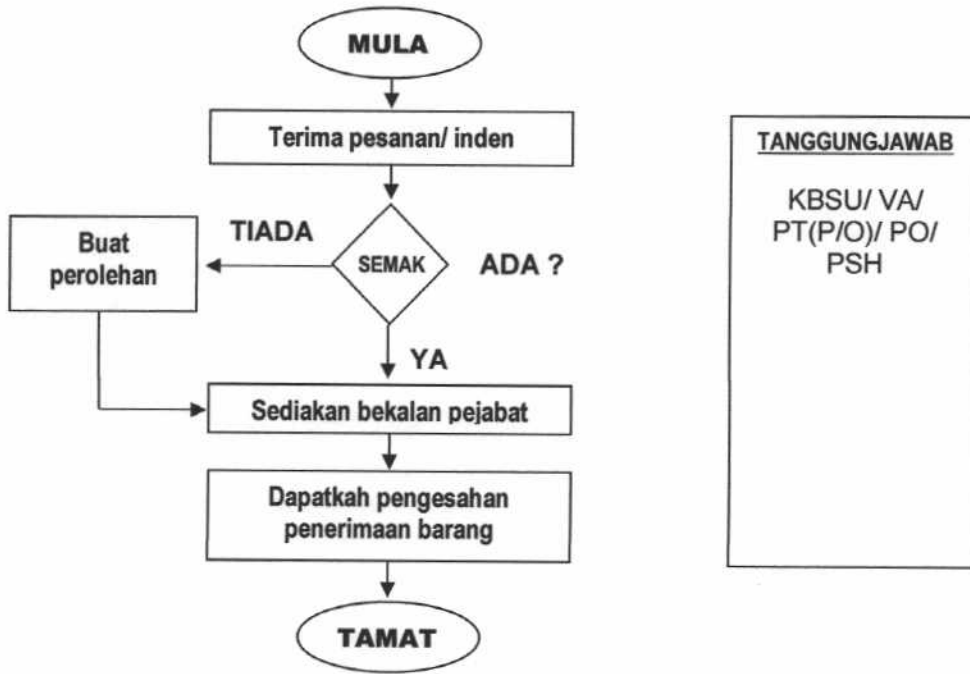 MULA
Terima pesanan/ inden
TIADA
SEMAK
ADA ?
Buat
perolehan
YA
Sediakan bekalan pejabat
Dapatkah pengesahan
penerimaan barang
TAMAT
TANGGUNGJAWAB
KBSU/ VA/
PT(P/O)/ PO/
PSH